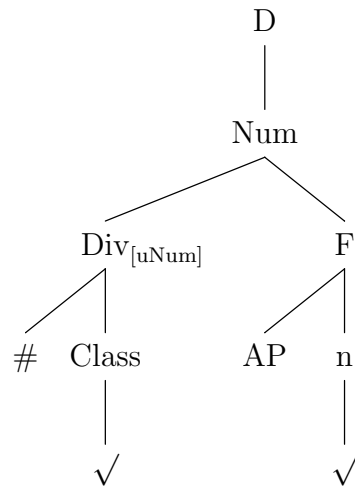 D
Num
Div[uNum] F
# Class AP n
√ √